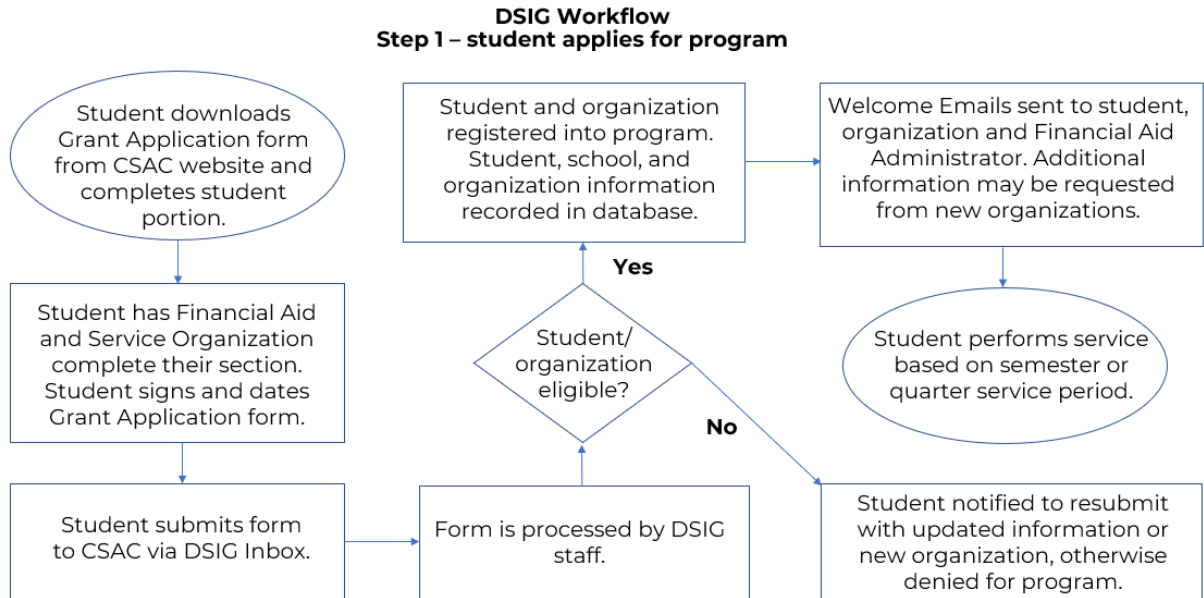 DSIG Workflow
Step 1 – student applies for program
Student downloads
Grant Application form
from CSAC website and
completes student
portion.
Student has Financial Aid
and Service Organization
complete their section.
Student signs and dates
Grant Application form.
Student submits form
to CSAC via DSIG Inbox.
Form is processed by DSIG
staff.
Student/
organization
eligible?
Yes
Student and organization
registered into program.
Student, school, and
organization information
recorded in database.
Welcome Emails sent to student,
organization and Financial Aid
Administrator. Additional
information may be requested
from new organizations.
Student performs service
based on semester or
quarter service period.
No
Student notified to resubmit
with updated information or
new organization, otherwise
denied for program.